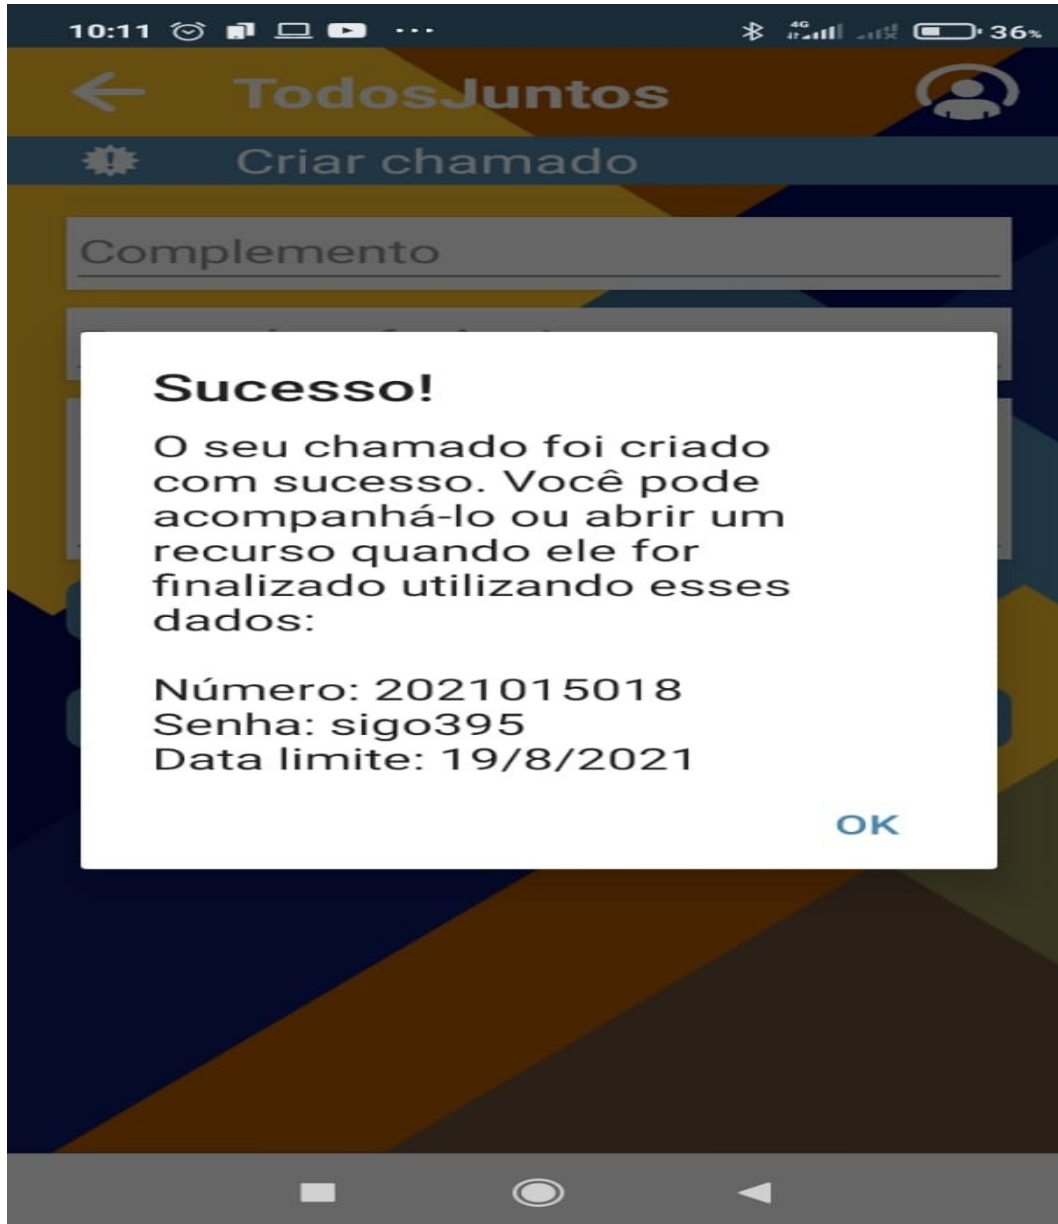 10:11 ... 4G 36%
TodosJuntos
Criar chamado
Complemento
Sucesso!
O seu chamado foi criado
com sucesso. Você pode
acompanhá-lo ou abrir um
recurso quando ele for
finalizado utilizando esses
dados:
Número: 2021015018
Senha: sigo395
Data limite: 19/8/2021
OK